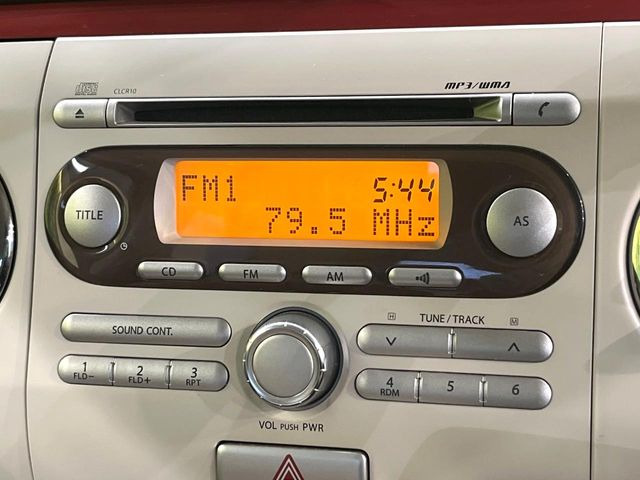 CLCR10
MP3/WMA
FM1 5:44
79.5 MHz
TITLE
AS
CD
FM
AM
SOUND CONT.
TUNE/TRACK
H
M
1
FLD-
2
FLD+
3
RPT
4
RDM
5
6
VOL PUSH PWR